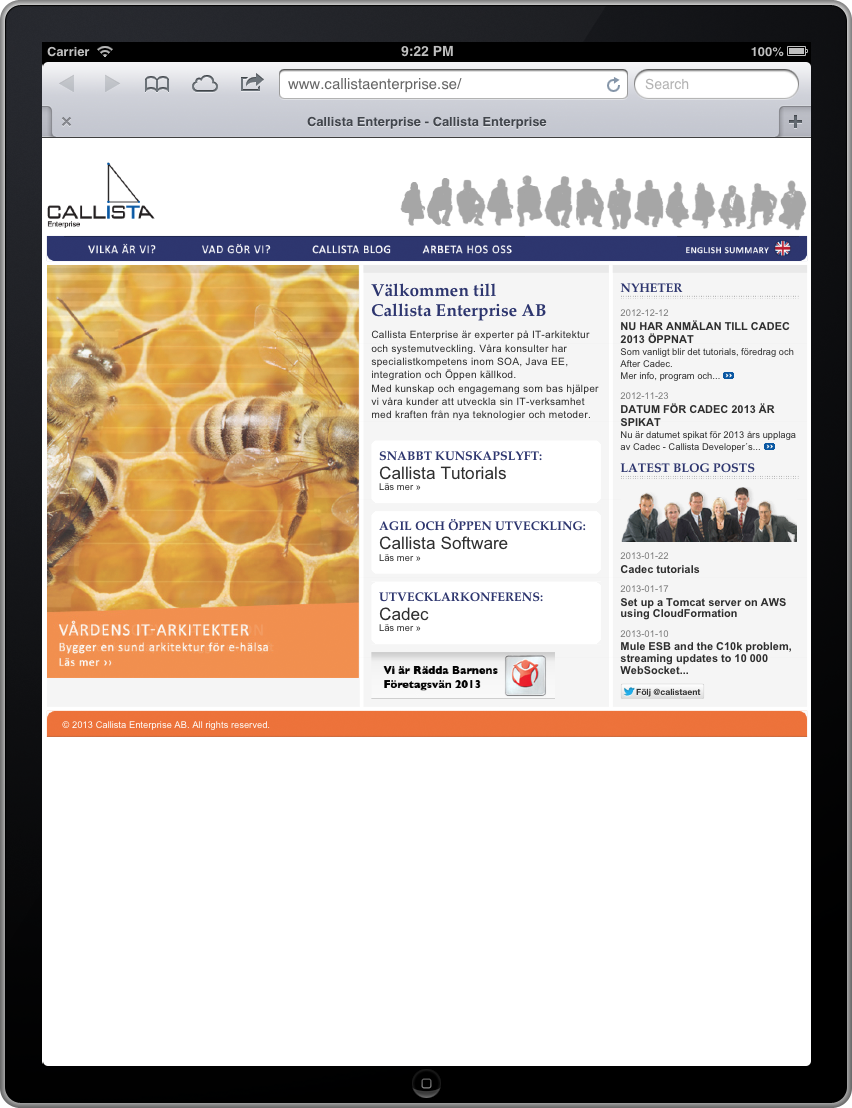 Carrier
9:22 PM
100%
www.callistaenterprise.se/
Search
Callista Enterprise - Callista Enterprise
CALLISTA
Enterprise
VILKA ÄR VI?
VAD GÖR VI?
CALLISTA BLOG
ARBETA HOS OSS
ENGLISH SUMMARY
VÅRDENS IT-ARKITEKTER
Bygger en sund arkitektur för e-hälsa
Läs mer ››
Välkommen till
Callista Enterprise AB
Callista Enterprise är experter på IT-arkitektur
och systemutveckling. Våra konsulter har
specialistkompetens inom SOA, Java EE,
integration och Öppen källkod.
Med kunskap och engagemang som bas hjälper
vi våra kunder att utveckla sin IT-verksamhet
med kraften från nya teknologier och metoder.
SNABBT KUNSKAPSLYFT:
Callista Tutorials
Läs mer »
AGIL OCH ÖPPEN UTVECKLING:
Callista Software
Läs mer »
UTVECKLARKONFERENS:
Cadec
Läs mer »
Vi är Rädda Barnens
Företagsvän 2013
NYHETER
2012-12-12
NU HAR ANMÄLAN TILL CADEC
2013 ÖPPNAT
Som vanligt blir det tutorials, föredrag och
After Cadec.
Mer info, program och...
2012-11-23
DATUM FÖR CADEC 2013 ÄR
SPIKAT
Nu är datumet spikat för 2013 års upplaga
av Cadec - Callista Developer´s...
LATEST BLOG POSTS
2013-01-22
Cadec tutorials
2013-01-17
Set up a Tomcat server on AWS
using CloudFormation
2013-01-10
Mule ESB and the C10k problem,
streaming updates to 10 000
WebSocket...
Följ @calistaent
© 2013 Callista Enterprise AB. All rights reserved.